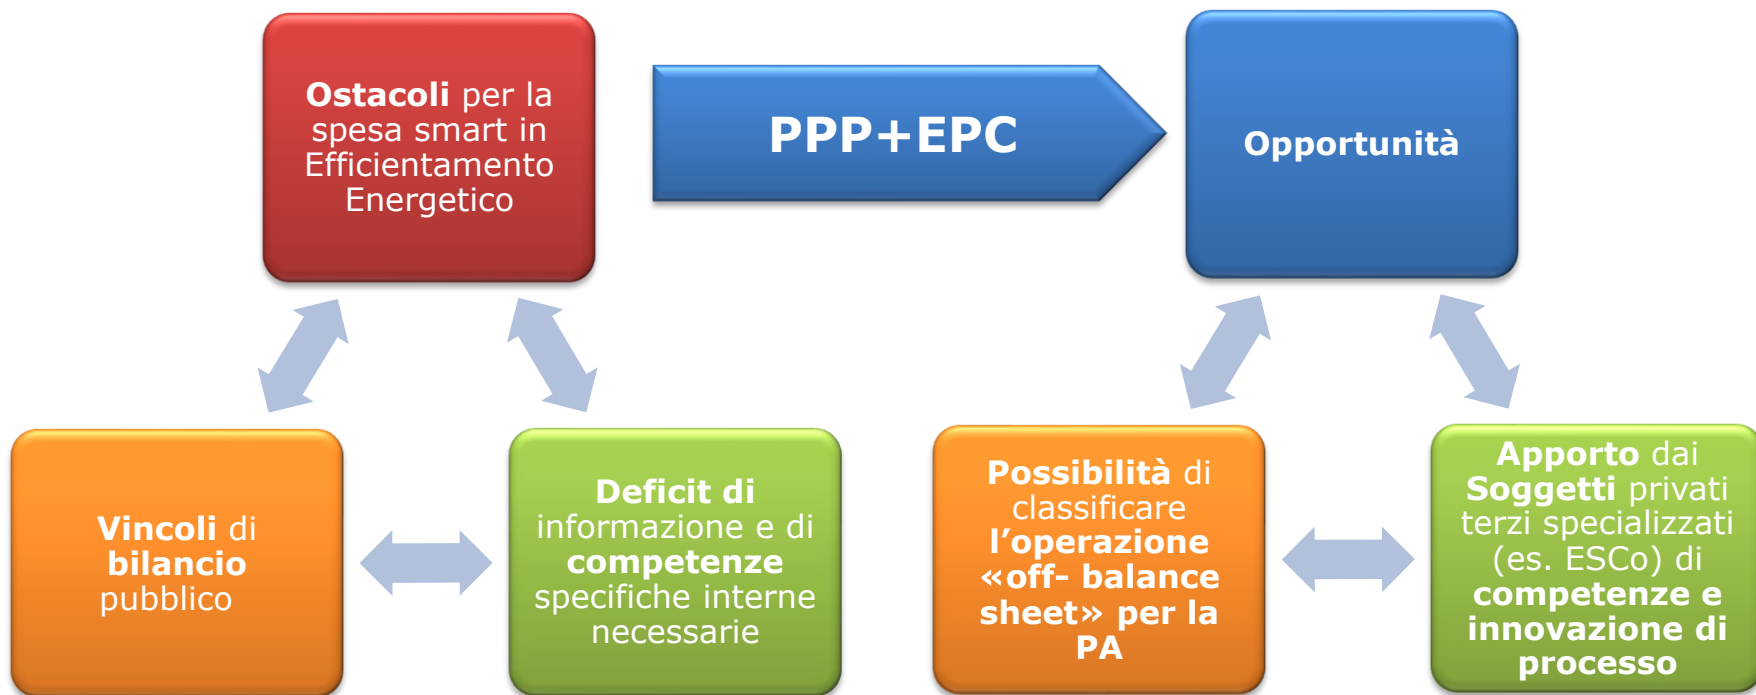 Ostacoli per la
spesa smart in
Efficientamento
Energetico
PPP+EPC
Opportunità
Vincoli di
bilancio
pubblico
Deficit di
informazione e di
competenze
specifiche interne
necessarie
Possibilità di
classificare
l’operazione
«off- balance
sheet» per la
PA
Apporto dai
Soggetti privati
terzi specializzati
(es. ESCo) di
competenze e
innovazione di
processo